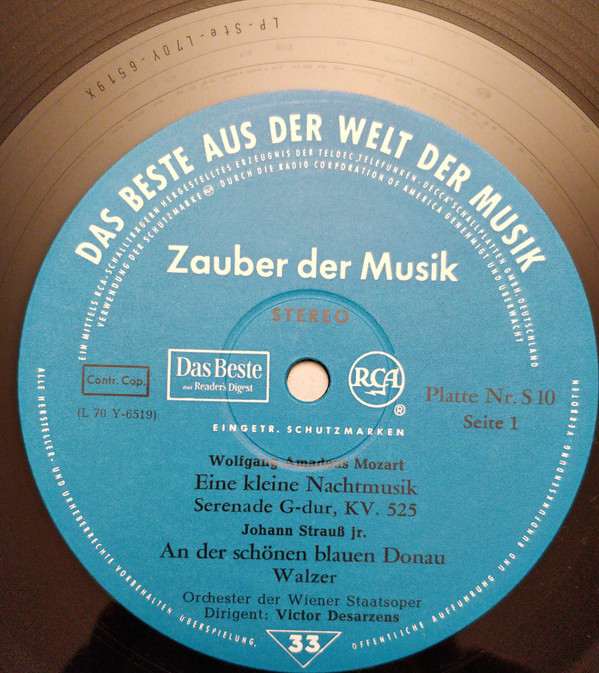 LP-Ste-L70Y-6519X
DAS BESTE AUS DER WELT DER MUSIK
EIN MITTELS RCA-SCHALLTRÄGERN HERGESTELLTES ERZEUGNIS DER TELDEC „TELEFUNKEN-DECCA“ SCHALLPLATTEN GMBH. DEUTSCHLAND
VERWENDUNG DES SCHUTZMARKE RCA DURCH DIE RADIO CORPORATION OF AMERICA GENEHMIGT UND ÜBERWACHT
Zauber der Musik
STEREO
Contr. Cop.
(L 70 Y-6519)
Das Beste
aus Reader's Digest
RCA
®
Platte Nr. S 10
Seite 1
EINGETR. SCHUTZMARKEN
Wolfgang Amadeus Mozart
Eine kleine Nachtmusik
Serenade G-dur, KV. 525
Johann Strauß jr.
An der schönen blauen Donau
Walzer
Orchester der Wiener Staatsoper
Dirigent: Victor Desarzens
33
ALLE HERSTELLER- UND URHEBERRECHTE VORBEHALTEN ÜBERSPIELUNG, ÖFFENTLICHE AUFFÜHRUNG UND RUNDFUNKSENDUNG VERBOTEN